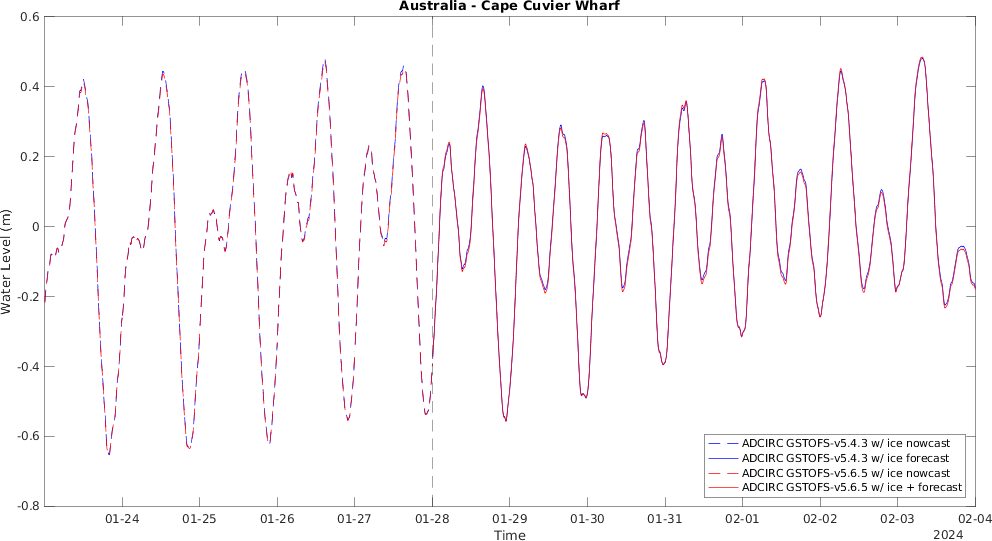 Australia - Cape Cuvier Wharf
0.6
0.4
0.2
0
-0.2
-0.4
-0.6
-0.8
Water Level (m)
01-24 01-25 01-26 01-27 01-28 01-29 01-30 01-31 02-01 02-02 02-03 02-04
Time
2024
ADCIRC GSTOFS-v5.4.3 w/ ice nowcast
ADCIRC GSTOFS-v5.4.3 w/ ice forecast
ADCIRC GSTOFS-v5.6.5 w/ ice nowcast
ADCIRC GSTOFS-v5.6.5 w/ ice + forecast